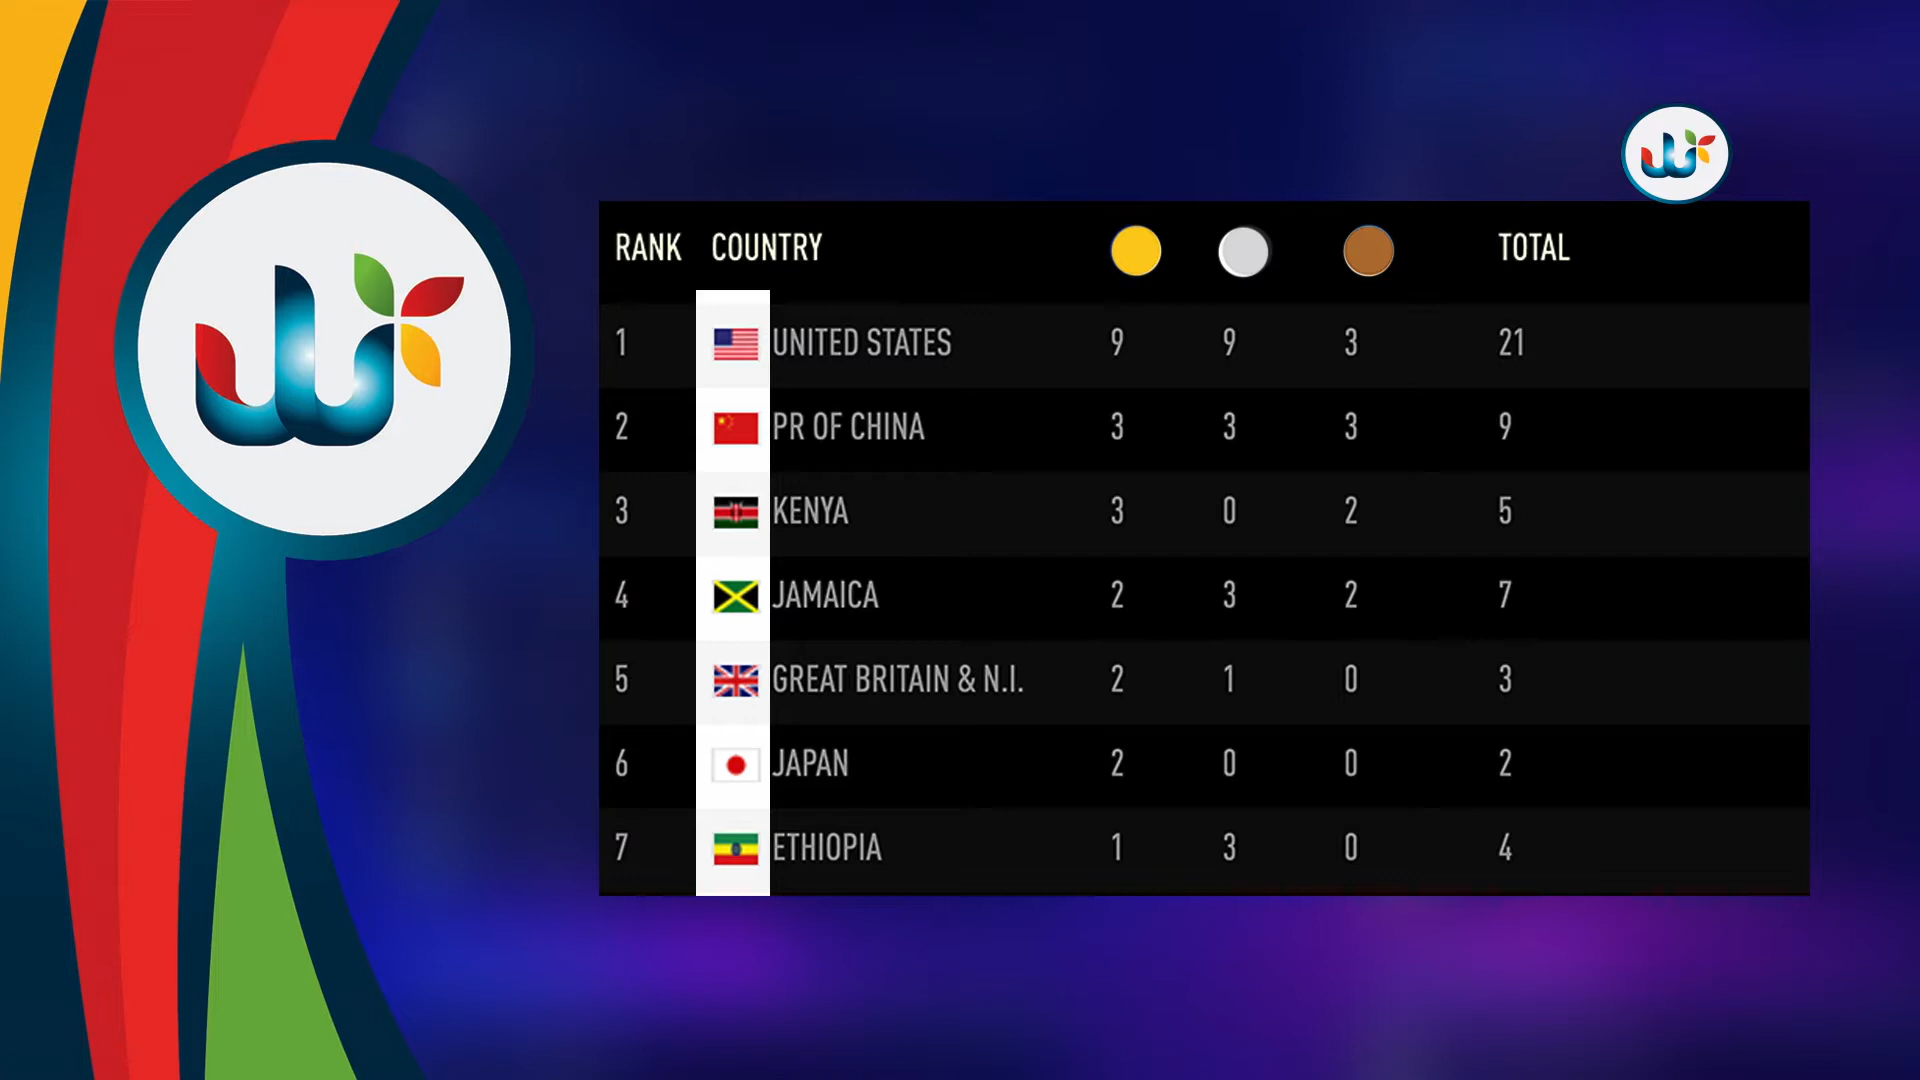 RANK COUNTRY TOTAL
1 UNITED STATES 9 9 3 21
2 PR OF CHINA 3 3 3 9
3 KENYA 3 0 2 5
4 JAMAICA 2 3 2 7
5 GREAT BRITAIN & N.I. 2 1 0 3
6 JAPAN 2 0 0 2
7 ETHIOPIA 1 3 0 4